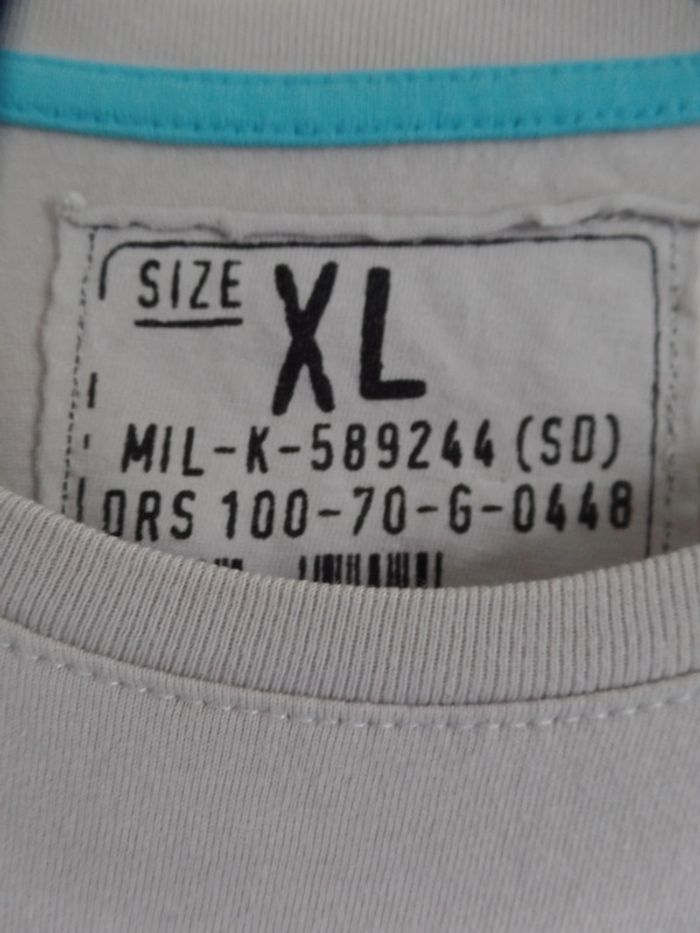 SIZE XL
MIL-K-589244 (SD)
DRS 100-70-G-0448